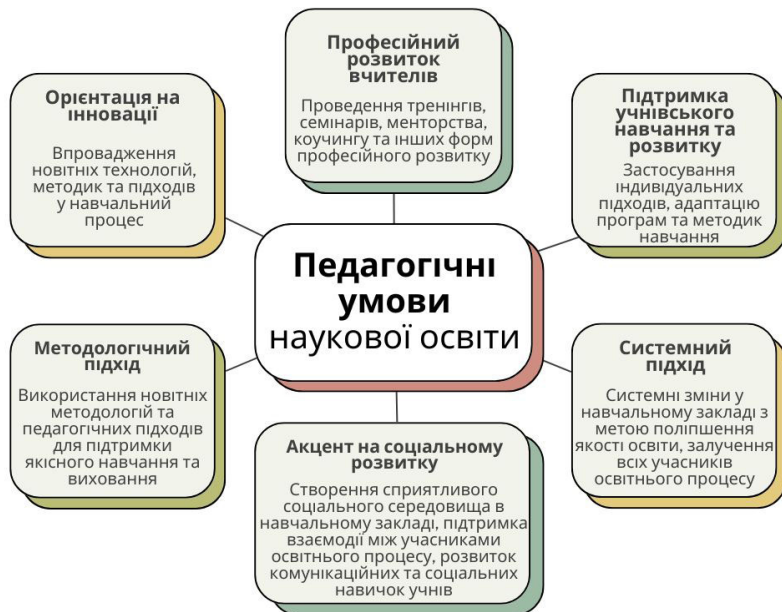 Професійний
розвиток
вчителів
Проведення тренінгів,
семінарів, менторства,
коучингу та інших форм
професійного розвитку
Орієнтація на
інновації
Впровадження
новітніх технологій,
методик та підходів
у навчальний
процес
Підтримка
учнівського
навчання та
розвитку
Застосування
індивідуальних
підходів, адаптацію
програм та методик
навчання
Педагогічні
умови
наукової освіти
Методологічний
підхід
Використання новітніх
методологій та
педагогічних підходів
для підтримки
якісного навчання та
виховання
Системний
підхід
Системні зміни у
навчальному закладі з
метою поліпшення
якості освіти, залучення
всіх учасників
освітнього процесу
Акцент на соціальному
розвитку
Створення сприятливого
соціального середовища в
навчальному закладі, підтримка
взаємодії між учасниками
освітнього процесу, розвиток
комунікаційних та соціальних
навичок учнів